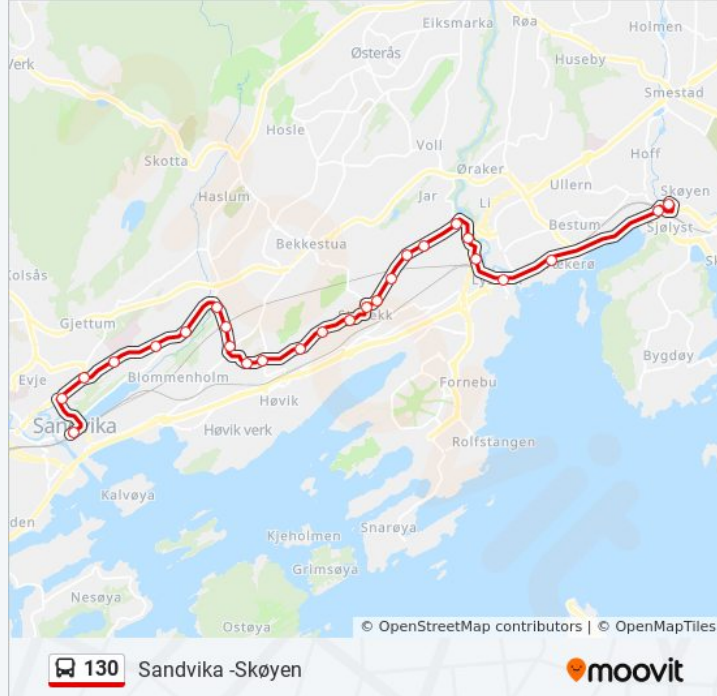 Eiksmarka
Røa
Holmen
Østerås
Huseby
Verk
Smestad
Hosle
Voll
Hoff
Skotta
Øraker
Ullern
Skøyen
Haslum
Jar
Li
Bestum
Sjølyst
Bekkestua
Kolsås
Gjettum
Bygdøy
Evje
Blommenholm
Fornebu
Høvik
Sandvika
Høvik verk
Rolfstangen
Kalvøya
Snarøya
Kjeholmen
Grimsøya
Nesøya
Ostøya
© OpenStreetMap contributors | © OpenMapTiles
130 Sandvika -Skøyen
moovit